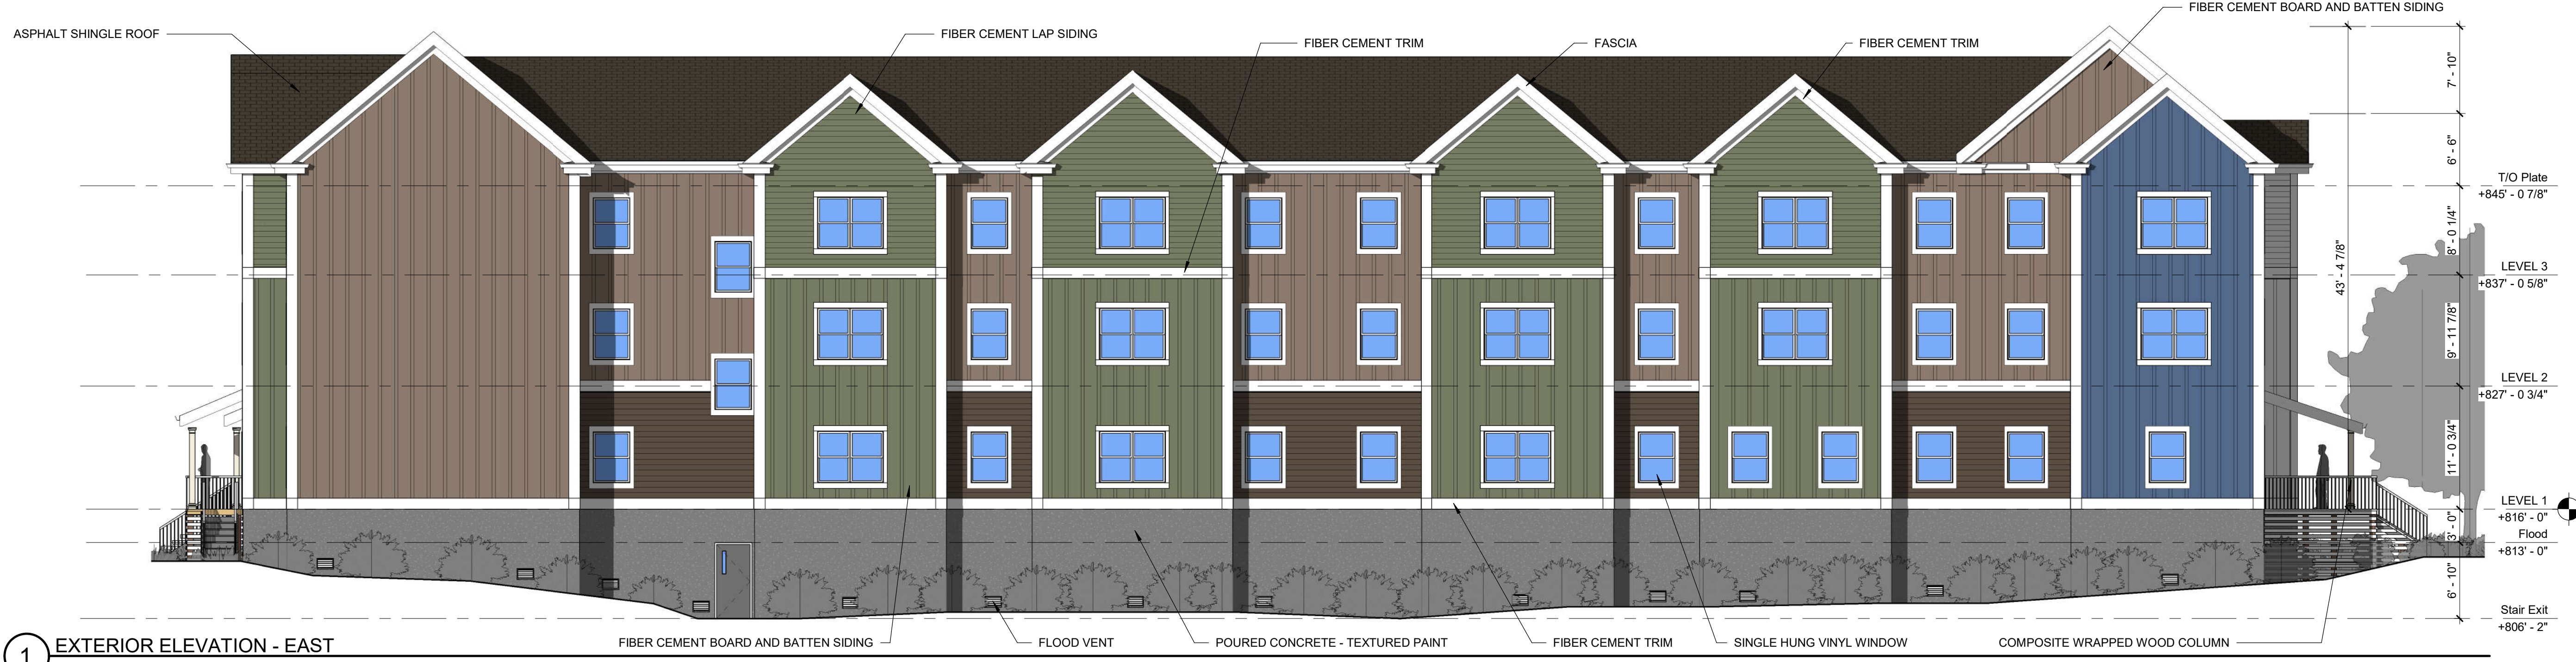 FIBER CEMENT BOARD AND BATTEN SIDING
ASPHALT SHINGLE ROOF
FIBER CEMENT LAP SIDING
FIBER CEMENT TRIM
FASCIA
FIBER CEMENT TRIM
7' - 10"
6' - 6"
T/O Plate
+845' - 0 7/8"
8' - 0 1/4"
43' - 4 7/8"
LEVEL 3
+837' - 0 5/8"
9' - 11 7/8"
LEVEL 2
+827' - 0 3/4"
11' - 0 3/4"
LEVEL 1
+816' - 0"
3' - 0"
Flood
+813' - 0"
6' - 10"
Stair Exit
+806' - 2"
1
EXTERIOR ELEVATION - EAST
FIBER CEMENT BOARD AND BATTEN SIDING
FLOOD VENT
POURED CONCRETE - TEXTURED PAINT
FIBER CEMENT TRIM
SINGLE HUNG VINYL WINDOW
COMPOSITE WRAPPED WOOD COLUMN